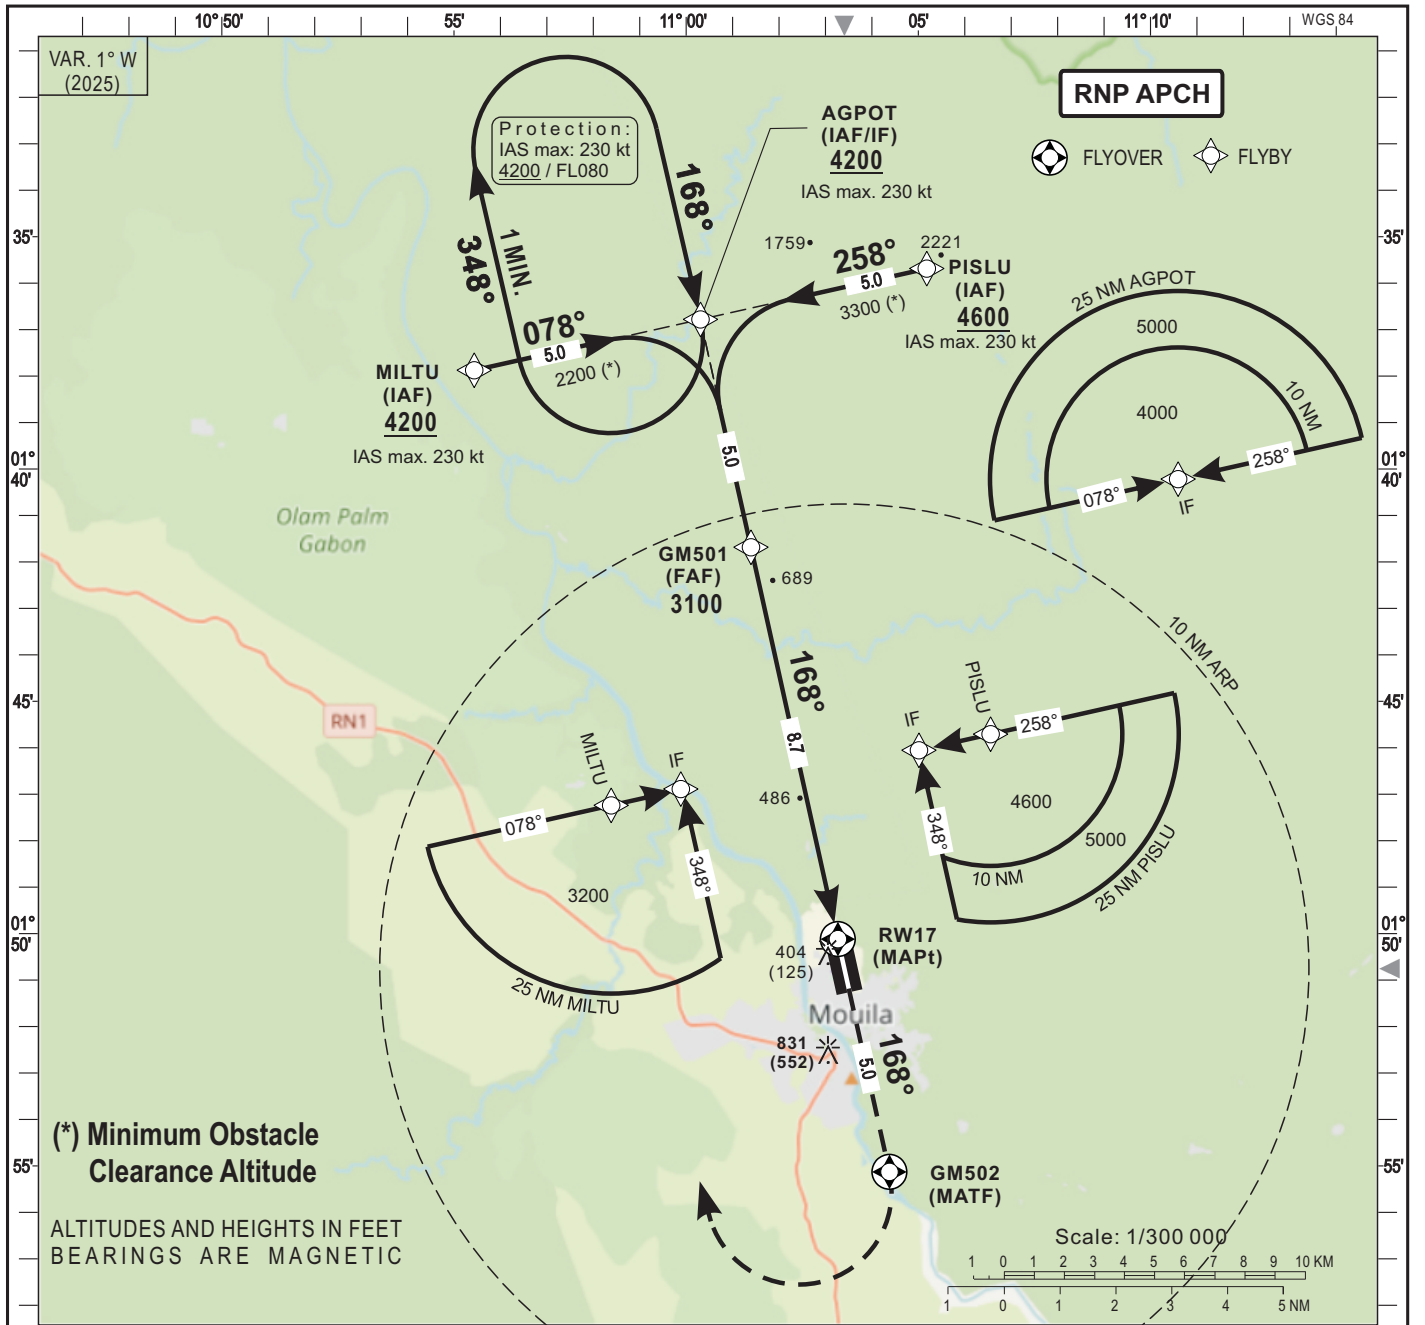 10°50'
55'
11°00'
05'
11°10'
WGS 84
VAR. 1° W
(2025)
RNP APCH
FLYOVER
FLYBY
Protection:
IAS max: 230 kt
4200 / FL080
AGPOT
(IAF/IF)
4200
IAS max. 230 kt
168°
348°
1 MIN.
35'
35'
1759
258°
5.0
3300 (*)
2221
PISLU
(IAF)
4600
IAS max. 230 kt
078°
5.0
2200 (*)
MILTU
(IAF)
4200
IAS max. 230 kt
25 NM AGPOT
5000
4000
10 NM
078°
258°
IF
01°
40'
01°
40'
5.0
Olam Palm
Gabon
GM501
(FAF)
3100
689
10 NM ARP
168°
8.7
45'
45'
RN1
MILTU
IF
078°
348°
3200
25 NM MILTU
PISLU
IF
258°
348°
4600
5000
10 NM
25 NM PISLU
486
01°
50'
01°
50'
RW17
(MAPt)
404
(125)
Mouila
831
(552)
168°
5.0
55'
55'
GM502
(MATF)
(*) Minimum Obstacle
Clearance Altitude
ALTITUDES AND HEIGHTS IN FEET
BEARINGS ARE MAGNETIC
Scale: 1/300 000
1 0 1 2 3 4 5 6 7 8 9 10 KM
1 0 1 2 3 4 5 NM